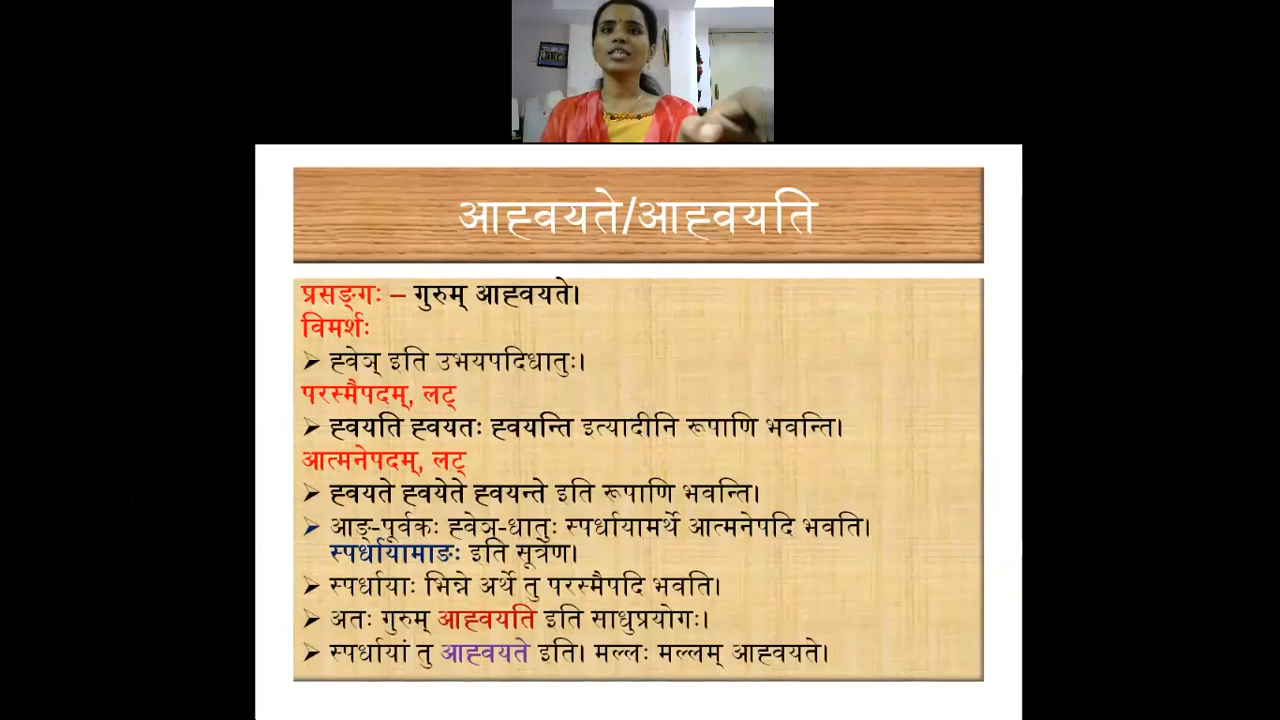 आह्वयते/आह्वयति
प्रसङ्गः – गुरुम् आह्वयते।
विमर्शः
➢ ह्वेञ् इति उभयपदिधातुः।
परस्मैपदम्, लट्
➢ ह्वयति ह्वयतः ह्वयन्ति इत्यादीनि रूपाणि भवन्ति।
आत्मनेपदम्, लट्
➢ ह्वयते ह्वयेते ह्वयन्ते इति रूपाणि भवन्ति।
➢ आङ्-पूर्वकः ह्वेञ्-धातुः स्पर्धायामर्थे आत्मनेपदि भवति।
स्पर्धायामाङः इति सूत्रेण।
➢ स्पर्धायाः भिन्ने अर्थे तु परस्मैपदि भवति।
➢ अतः गुरुम् आह्वयति इति साधुप्रयोगः।
➢ स्पर्धायां तु आह्वयते इति। मल्लः मल्लम् आह्वयते।